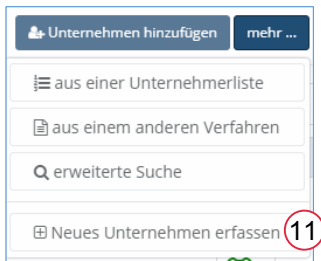 Unternehmen hinzufügen mehr ...
aus einer Unternehmerliste
aus einem anderen Verfahren
erweiterte Suche
Neues Unternehmen erfassen 11